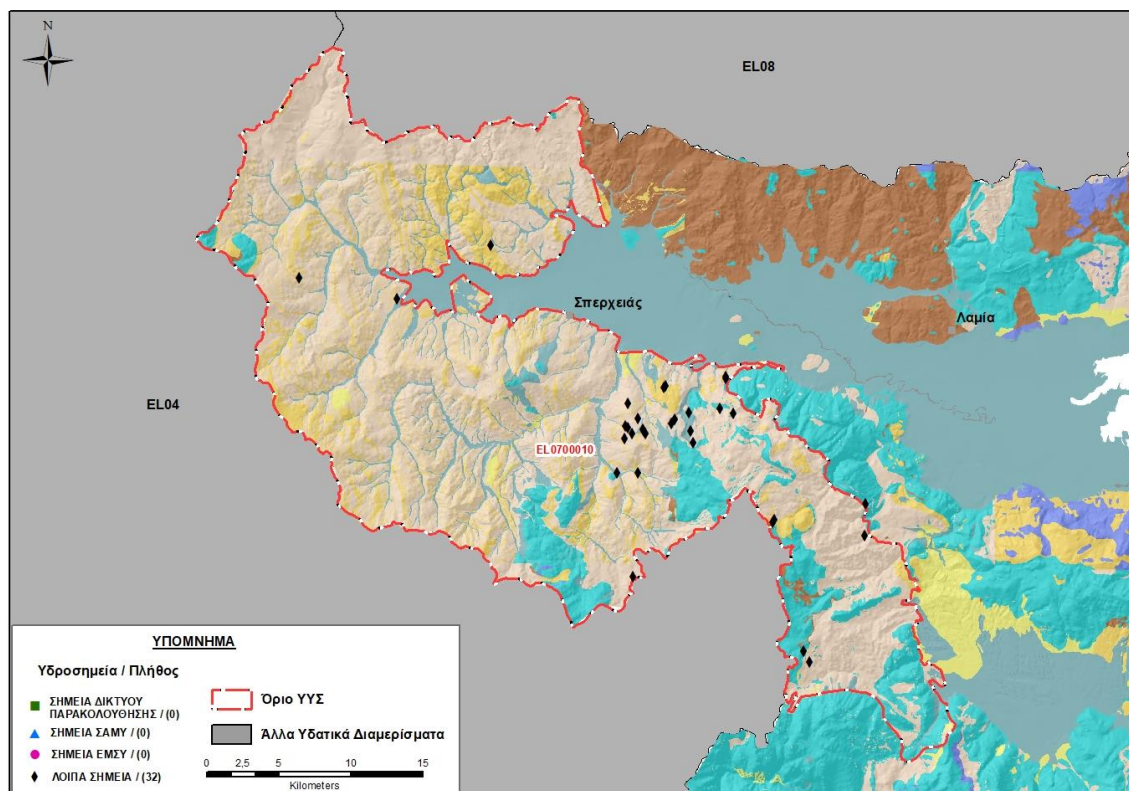 N
EL08
Σπερχειάς
Λαμία
EL04
EL0700010
ΥΠΟΜΝΗΜΑ
Υδροσημεία / Πλήθος
ΣΗΜΕΙΑ ΔΙΚΤΥΟΥ
ΠΑΡΑΚΟΛΟΥΘΗΣΗΣ / (0)
ΣΗΜΕΙΑ ΣΑΜΥ / (0)
ΣΗΜΕΙΑ ΕΜΣΥ / (0)
ΛΟΙΠΑ ΣΗΜΕΙΑ / (32)
Όριο ΥΥΣ
Άλλα Υδατικά Διαμερίσματα
0 2,5 5 10 15
Kilometers